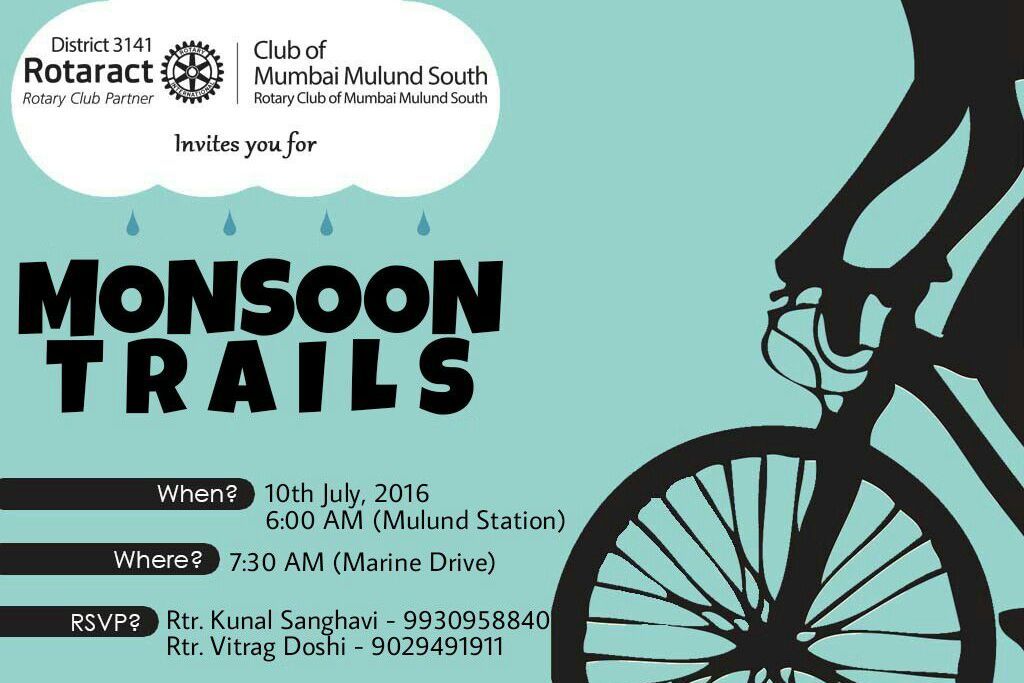 District 3141
Rotaract
Rotary Club Partner
ROTARY
INTERNATIONAL
Club of
Mumbai Mulund South
Rotary Club of Mumbai Mulund South
Invites you for
MONSOON
TRAILS
When? 10th July, 2016
6:00 AM (Mulund Station)
Where? 7:30 AM (Marine Drive)
RSVP? Rtr. Kunal Sanghavi - 9930958840
Rtr. Vitrag Doshi - 9029491911